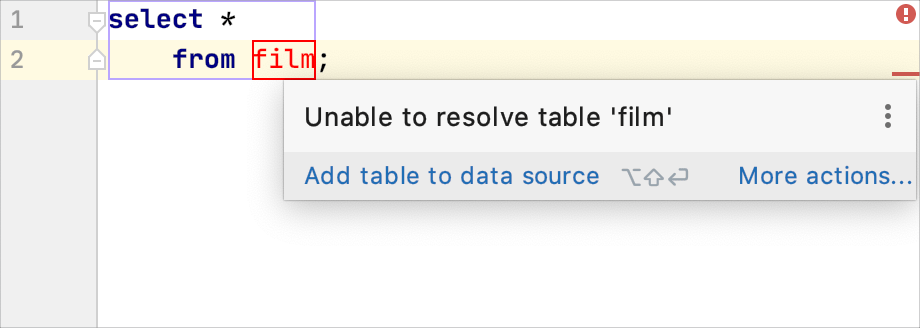 1 select *
2 from film;
Unable to resolve table 'film'
Add table to data source ⌥⇧⏎ More actions...